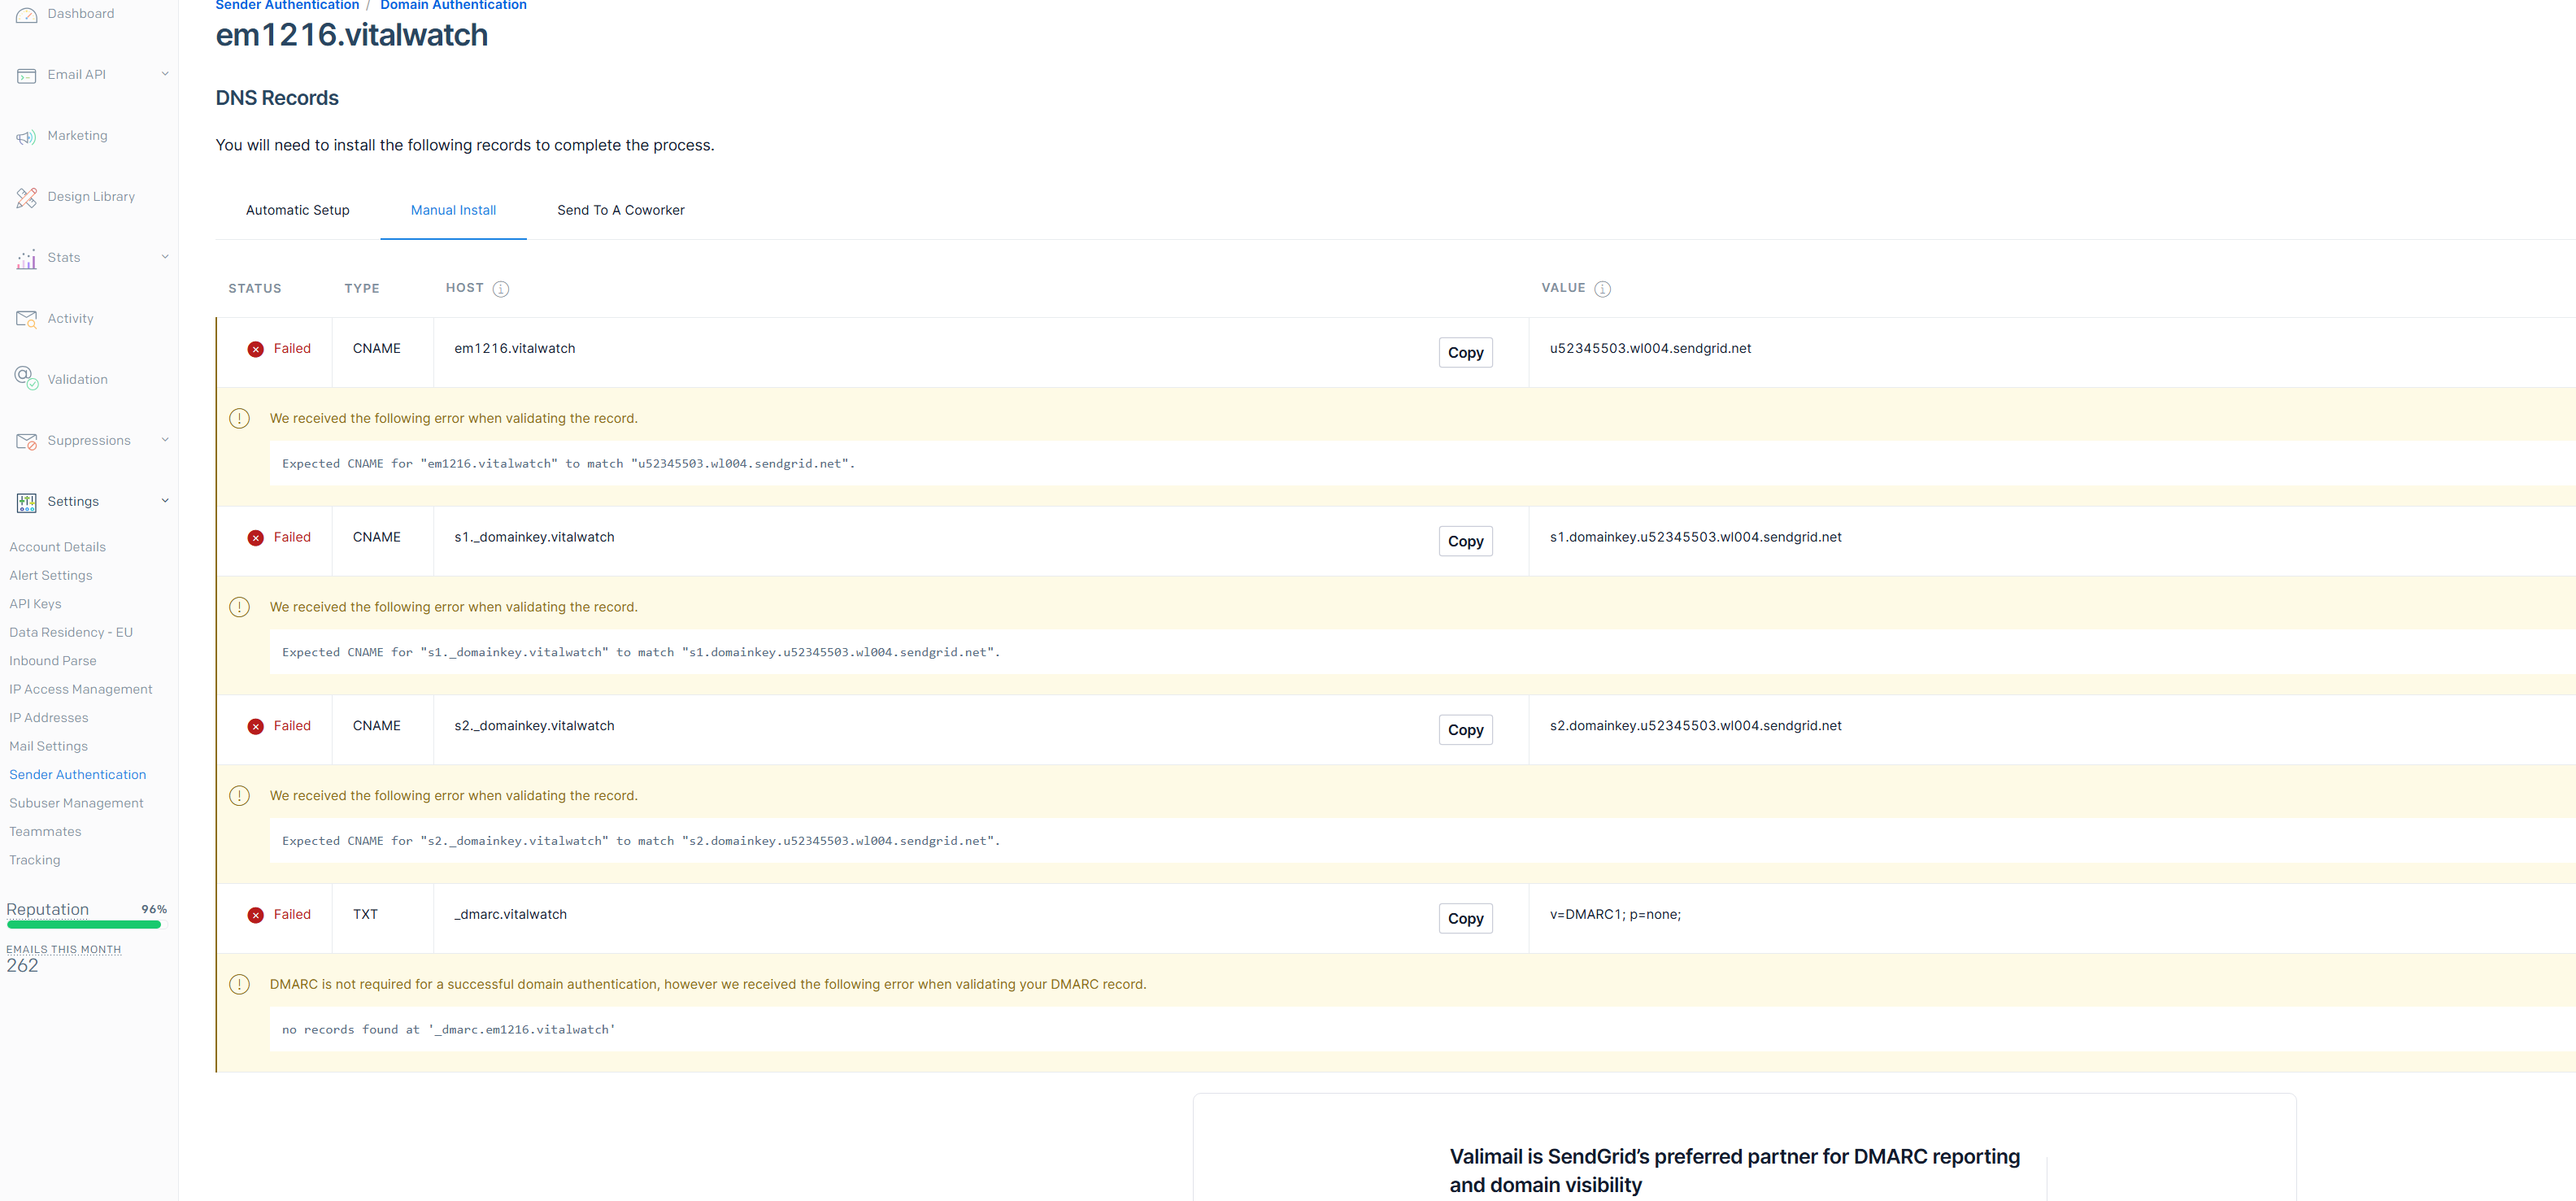 Dashboard
Email API
Marketing
Design Library
Stats
Activity
Validation
Suppressions
Settings
Account Details
Alert Settings
API Keys
Data Residency - EU
Inbound Parse
IP Access Management
IP Addresses
Mail Settings
Sender Authentication
Subuser Management
Teammates
Tracking
Reputation 96%
EMAILS THIS MONTH
262
Sender Authentication / Domain Authentication
em1216.vitalwatch
DNS Records
You will need to install the following records to complete the process.
Automatic Setup Manual Install Send To A Coworker
STATUS TYPE HOST VALUE
Failed CNAME em1216.vitalwatch Copy u52345503.wl004.sendgrid.net
We received the following error when validating the record.
Expected CNAME for "em1216.vitalwatch" to match "u52345503.wl004.sendgrid.net".
Failed CNAME s1._domainkey.vitalwatch Copy s1.domainkey.u52345503.wl004.sendgrid.net
We received the following error when validating the record.
Expected CNAME for "s1._domainkey.vitalwatch" to match "s1.domainkey.u52345503.wl004.sendgrid.net".
Failed CNAME s2._domainkey.vitalwatch Copy s2.domainkey.u52345503.wl004.sendgrid.net
We received the following error when validating the record.
Expected CNAME for "s2._domainkey.vitalwatch" to match "s2.domainkey.u52345503.wl004.sendgrid.net".
Failed TXT _dmarc.vitalwatch Copy v=DMARC1; p=none;
DMARC is not required for a successful domain authentication, however we received the following error when validating your DMARC record.
no records found at '_dmarc.em1216.vitalwatch'
Valimail is SendGrid’s preferred partner for DMARC reporting
and domain visibility